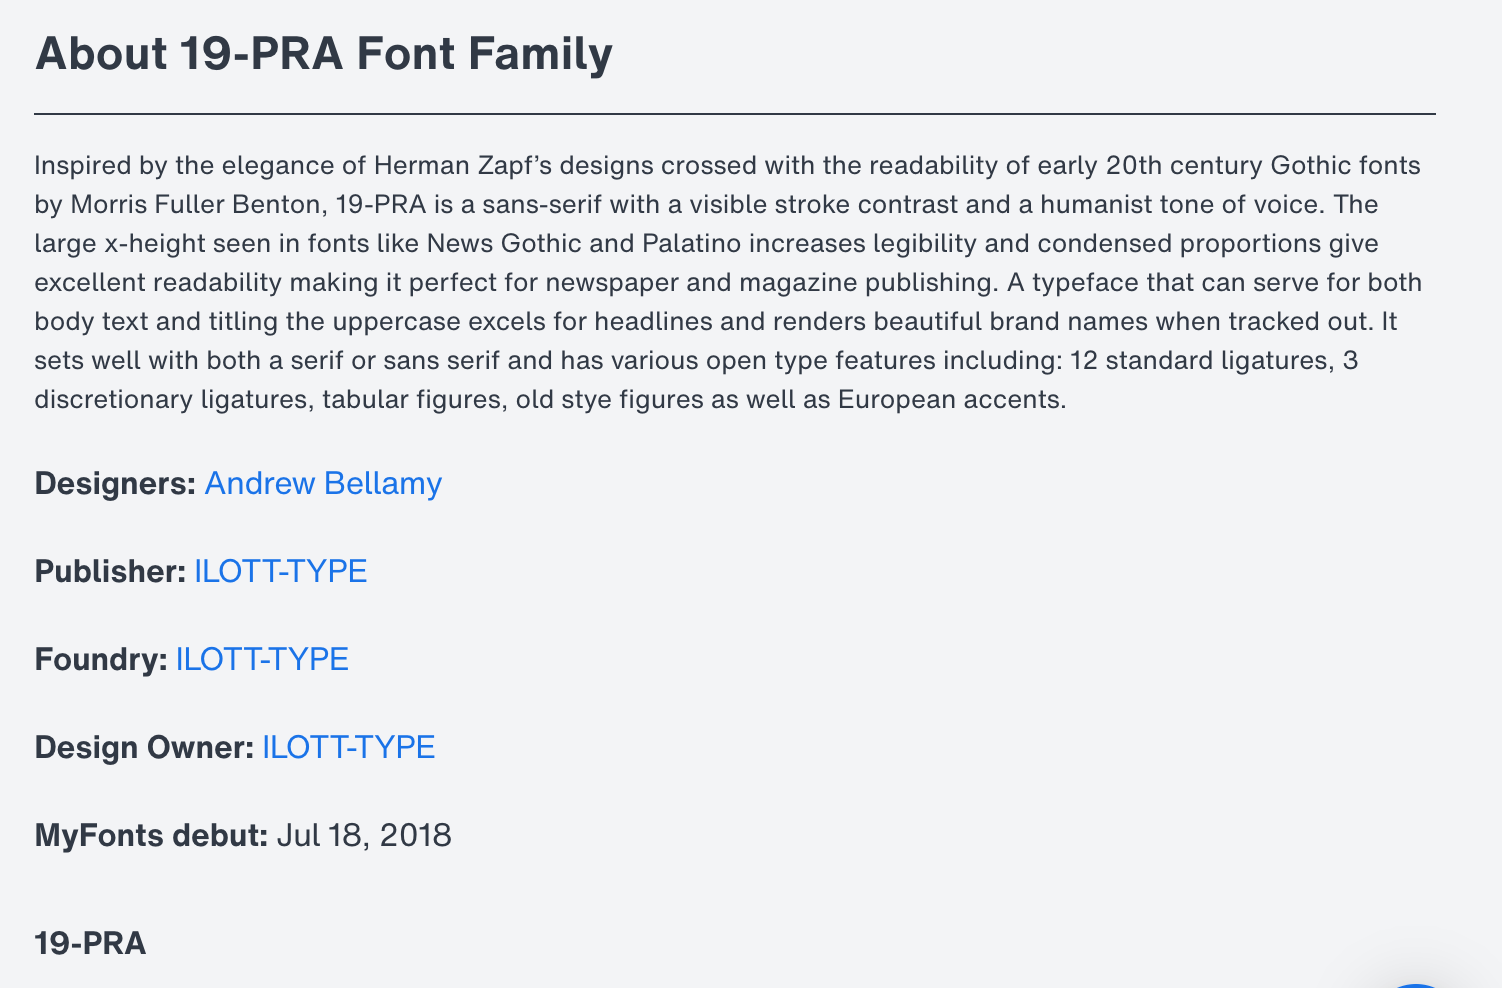 About 19-PRA Font Family
Inspired by the elegance of Herman Zapf’s designs crossed with the readability of early 20th century Gothic fonts
by Morris Fuller Benton, 19-PRA is a sans-serif with a visible stroke contrast and a humanist tone of voice. The
large x-height seen in fonts like News Gothic and Palatino increases legibility and condensed proportions give
excellent readability making it perfect for newspaper and magazine publishing. A typeface that can serve for both
body text and titling the uppercase excels for headlines and renders beautiful brand names when tracked out. It
sets well with both a serif or sans serif and has various open type features including: 12 standard ligatures, 3
discretionary ligatures, tabular figures, old stye figures as well as European accents.
Designers: Andrew Bellamy
Publisher: ILOTT-TYPE
Foundry: ILOTT-TYPE
Design Owner: ILOTT-TYPE
MyFonts debut: Jul 18, 2018
19-PRA